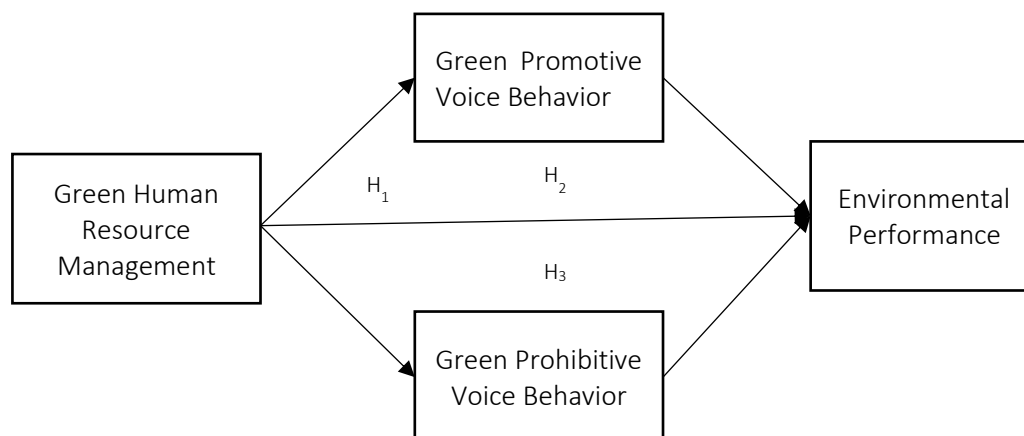 Green Promotive
Voice Behavior
Green Human
Resource
Management
H₁
H₂
Environmental
Performance
H₃
Green Prohibitive
Voice Behavior